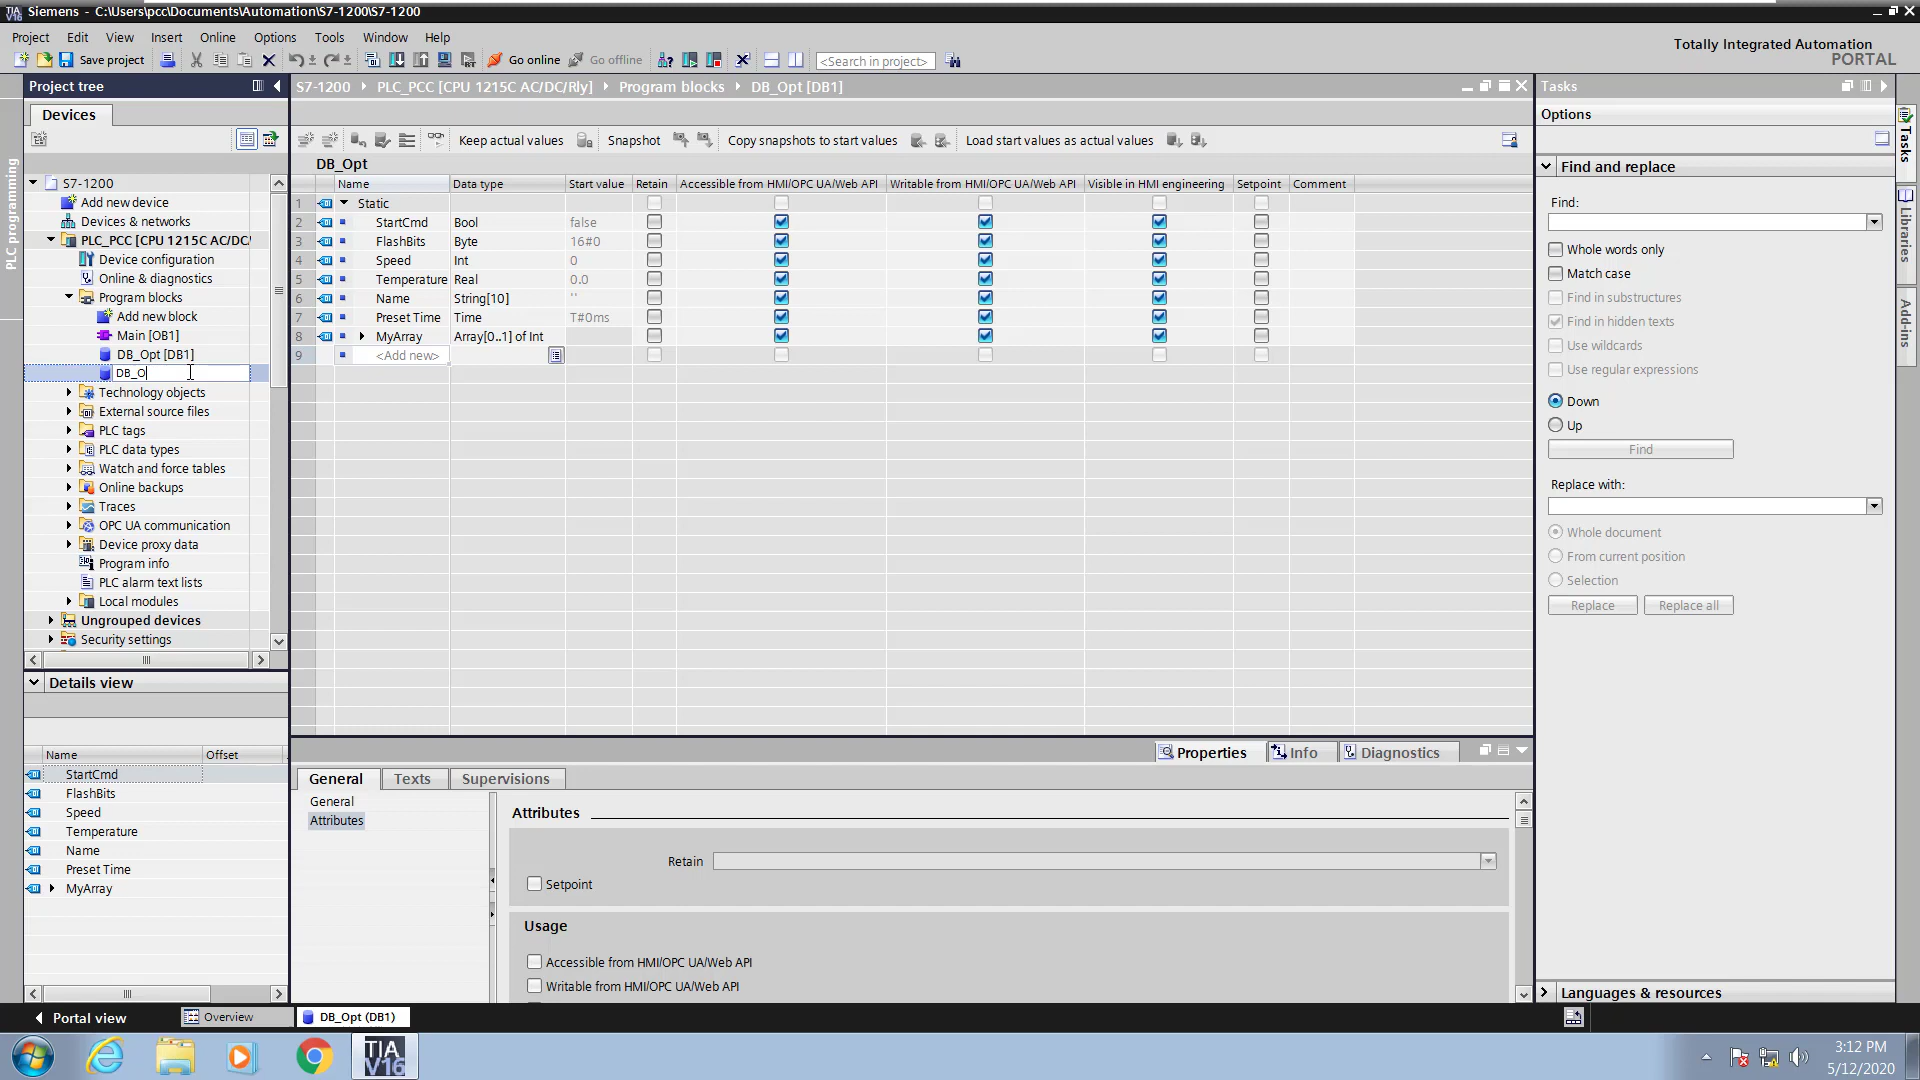 Siemens - C:\Users\pcc\Documents\Automation\S7-1200\S7-1200
Project Edit View Insert Online Options Tools Window Help
Totally Integrated Automation
PORTAL
Save project
Go online
Go offline
<Search in project>
Project tree
S7-1200 PLC_PCC [CPU 1215C AC/DC/Rly] Program blocks DB_Opt [DB1]
Tasks
Devices
Options
Keep actual values Snapshot Copy snapshots to start values Load start values as actual values
PLC programming
Tasks
Libraries
Add-ins
S7-1200
Add new device
Devices & networks
PLC_PCC [CPU 1215C AC/DC/
Device configuration
Online & diagnostics
Program blocks
Add new block
Main [OB1]
DB_Opt [DB1]
DB_O
Technology objects
External source files
PLC tags
PLC data types
Watch and force tables
Online backups
Traces
OPC UA communication
Device proxy data
Program info
PLC alarm text lists
Local modules
Ungrouped devices
Security settings
DB_Opt
Name Data type Start value Retain Accessible from HMI/OPC UA/Web API Writable from HMI/OPC UA/Web API Visible in HMI engineering Setpoint Comment
1 Static
2 StartCmd Bool false
3 FlashBits Byte 16#0
4 Speed Int 0
5 Temperature Real 0.0
6 Name String[10] ''
7 Preset Time Time T#0ms
8 MyArray Array[0..1] of Int
9 <Add new>
Find and replace
Find:
Whole words only
Match case
Find in substructures
Find in hidden texts
Use wildcards
Use regular expressions
Down
Up
Find
Replace with:
Whole document
From current position
Selection
Replace Replace all
Languages & resources
Details view
Name Offset
StartCmd
FlashBits
Speed
Temperature
Name
Preset Time
MyArray
Properties Info Diagnostics
General Texts Supervisions
General
Attributes
Attributes
Retain
Setpoint
Usage
Accessible from HMI/OPC UA/Web API
Writable from HMI/OPC UA/Web API
Portal view Overview DB_Opt (DB1)
TIA
V16
3:12 PM
5/12/2020